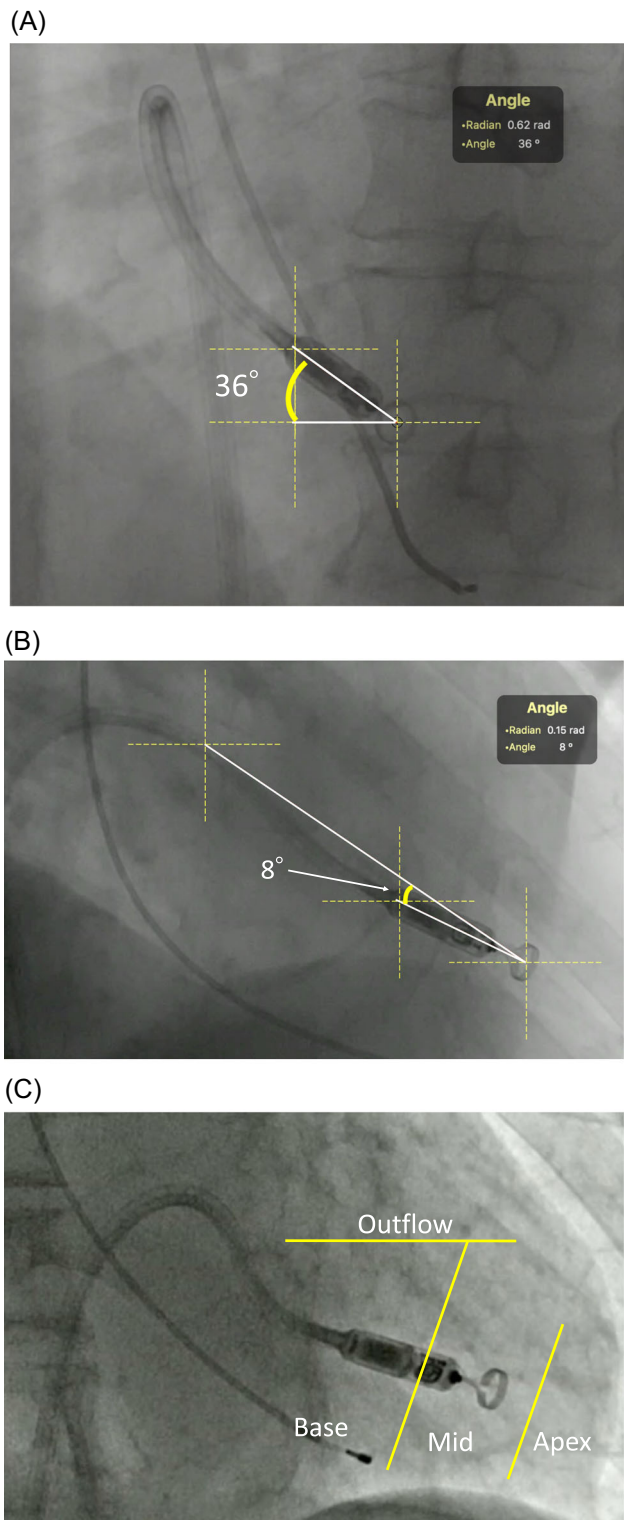 (A)
Angle
•Radian 0.62 rad
•Angle 36 °
36°
(B)
Angle
•Radian 0.15 rad
•Angle 8 °
8°
(C)
Outflow
Base
Mid
Apex